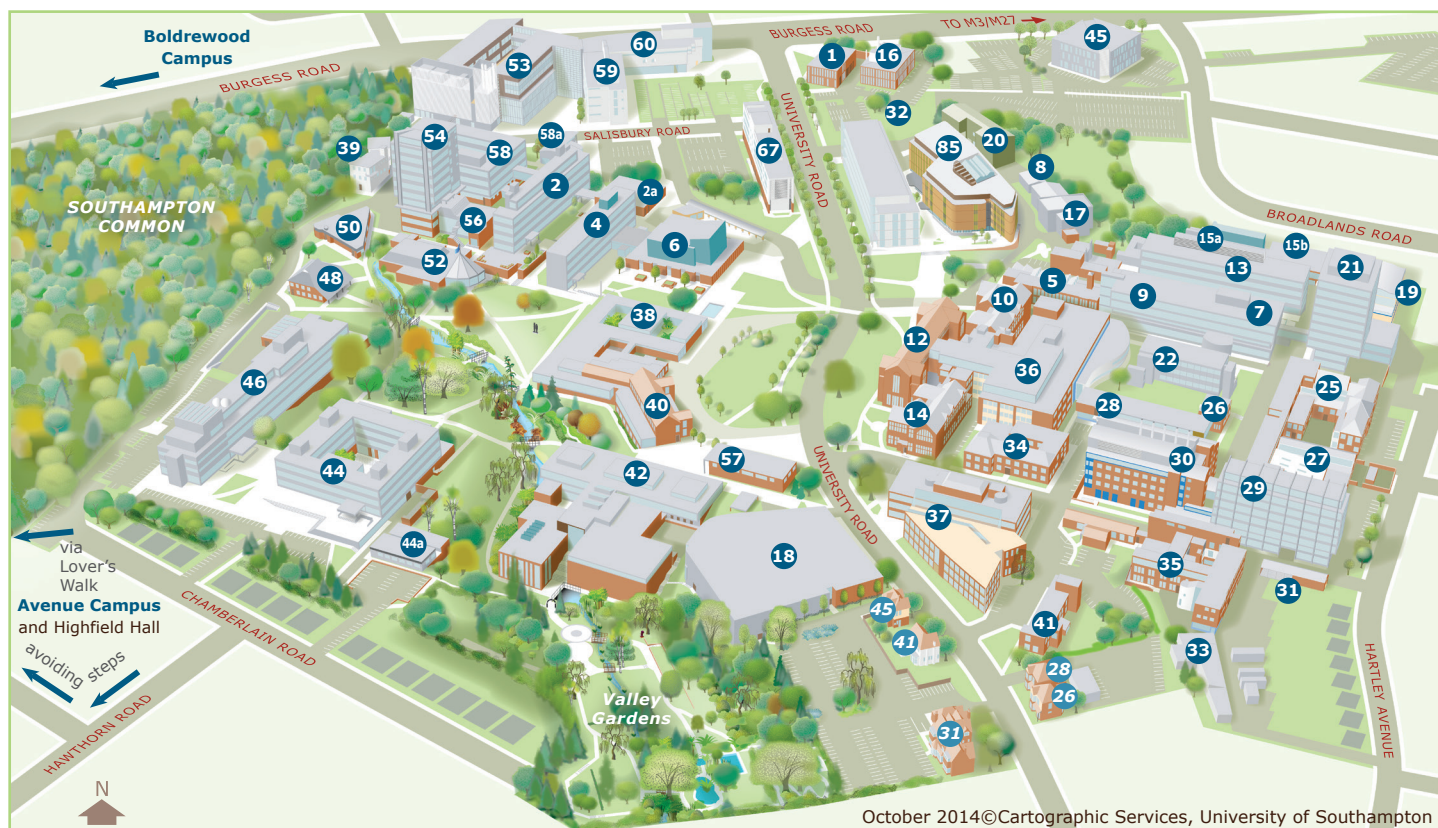 BURGESS ROAD
TO M3/M27
45
Boldrewood
Campus
BURGESS ROAD
60
53
59
1
16
32
UNIVERSITY ROAD
SALISBURY ROAD
54
58a
39
58
67
85
20
2
2a
8
SOUTHAMPTON
COMMON
56
4
17
50
6
BROADLANDS ROAD
52
15a
15b
13
21
48
5
19
10
9
7
38
12
36
22
46
40
14
28
26
25
34
57
30
27
44
42
29
UNIVERSITY ROAD
37
44a
18
35
31
via
Lover's
Walk
Avenue Campus
and Highfield Hall
avoiding steps
CHAMBERLAIN ROAD
HAWTHORN ROAD
45
41
41
33
28
26
HARTLEY AVENUE
Valley
Gardens
31
N
October 2014©Cartographic Services, University of Southampton